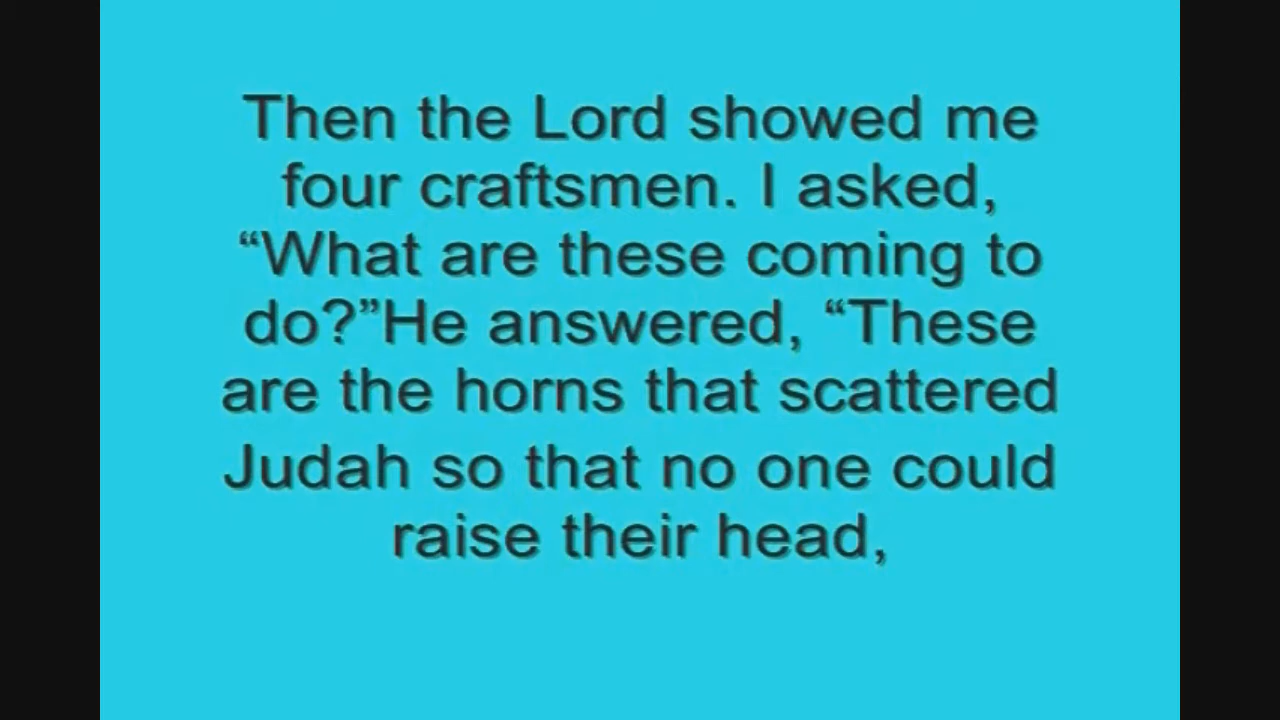 Then the Lord showed me
four craftsmen. I asked,
“What are these coming to
do?”He answered, “These
are the horns that scattered
Judah so that no one could
raise their head,